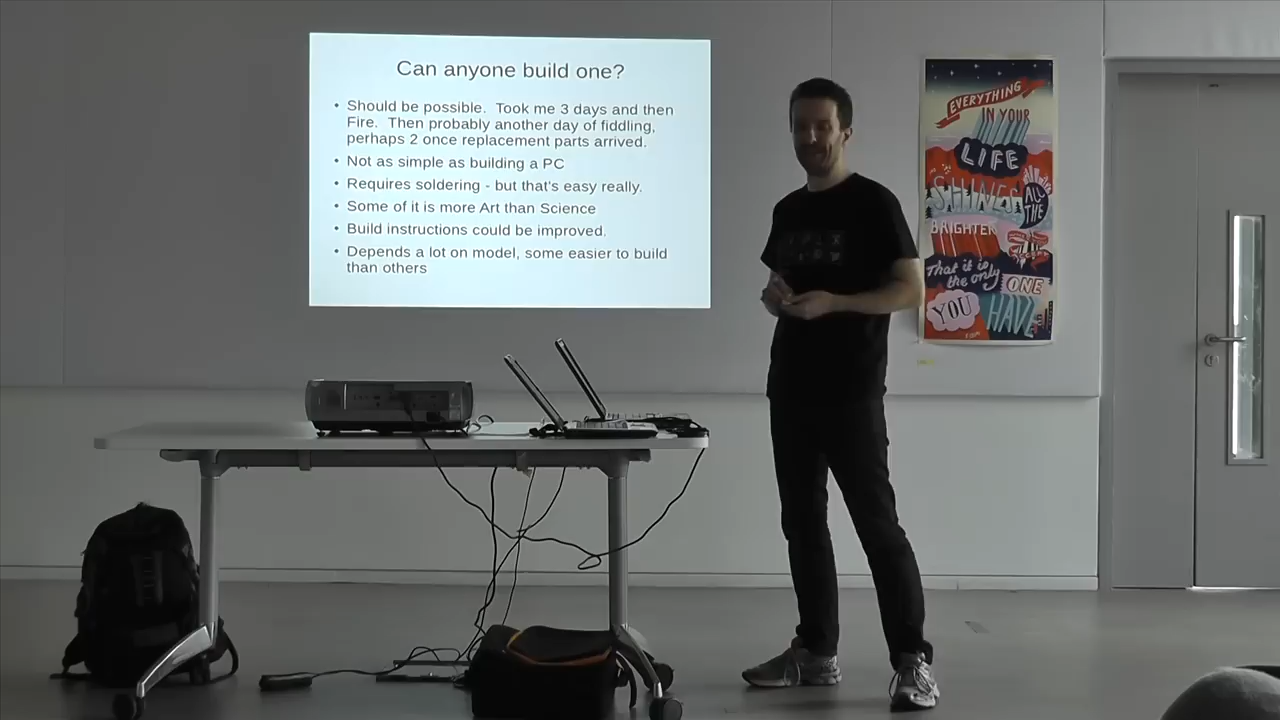 Can anyone build one?
• Should be possible. Took me 3 days and then
Fire. Then probably another day of fiddling,
perhaps 2 once replacement parts arrived.
• Not as simple as building a PC
• Requires soldering - but that's easy really.
• Some of it is more Art than Science
• Build instructions could be improved.
• Depends a lot on model, some easier to build
than others
EVERYTHING
IN YOUR
LIFE
SHINES
ALL
THE
BRIGHTER
That it is
the only
ONE
YOU
HAVE